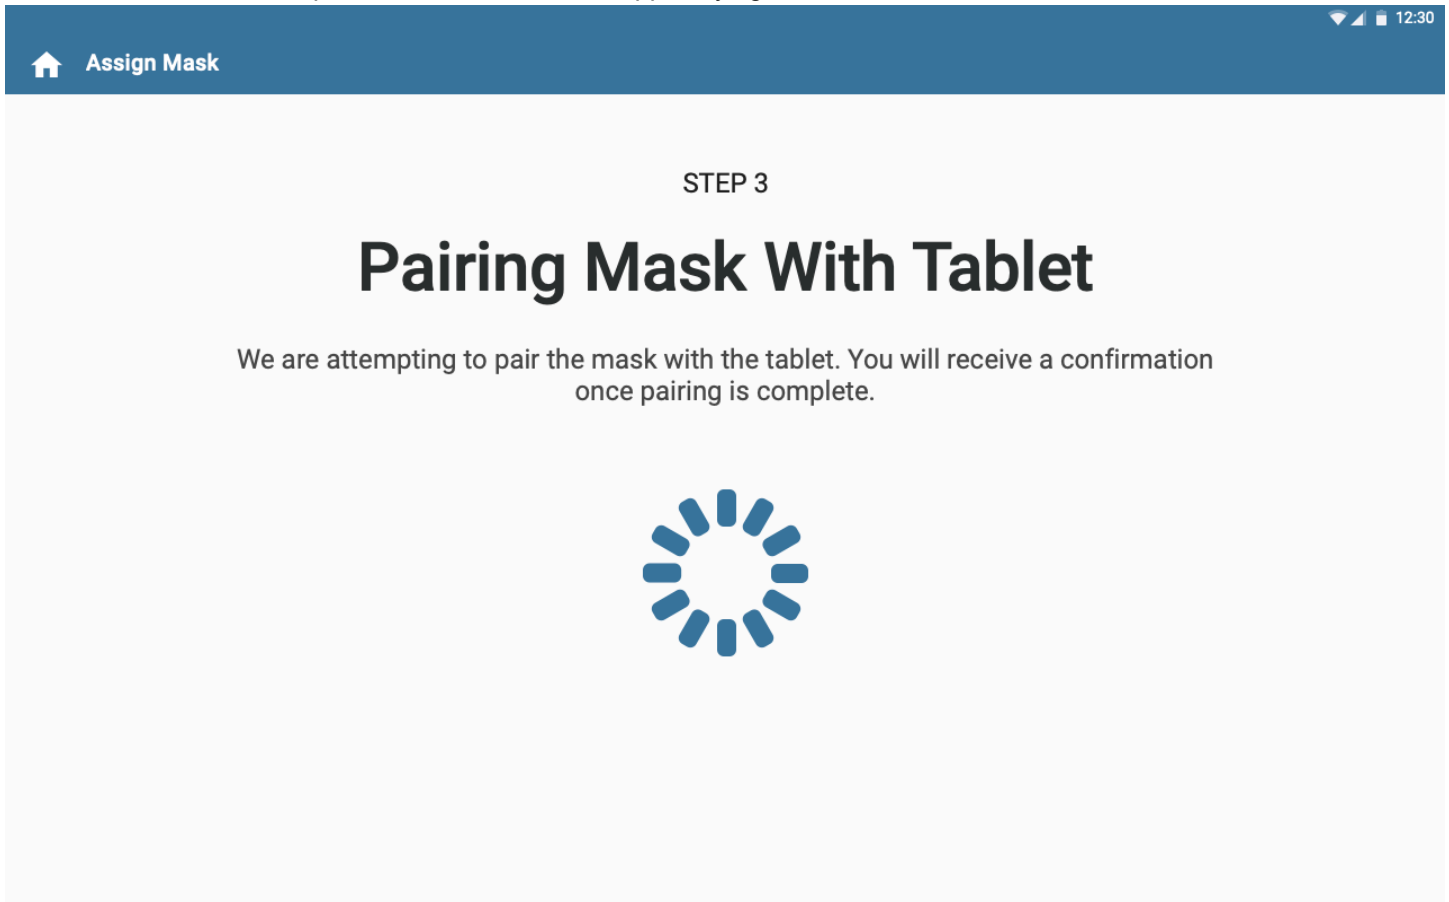 12:30
Assign Mask
STEP 3
Pairing Mask With Tablet
We are attempting to pair the mask with the tablet. You will receive a confirmation
once pairing is complete.